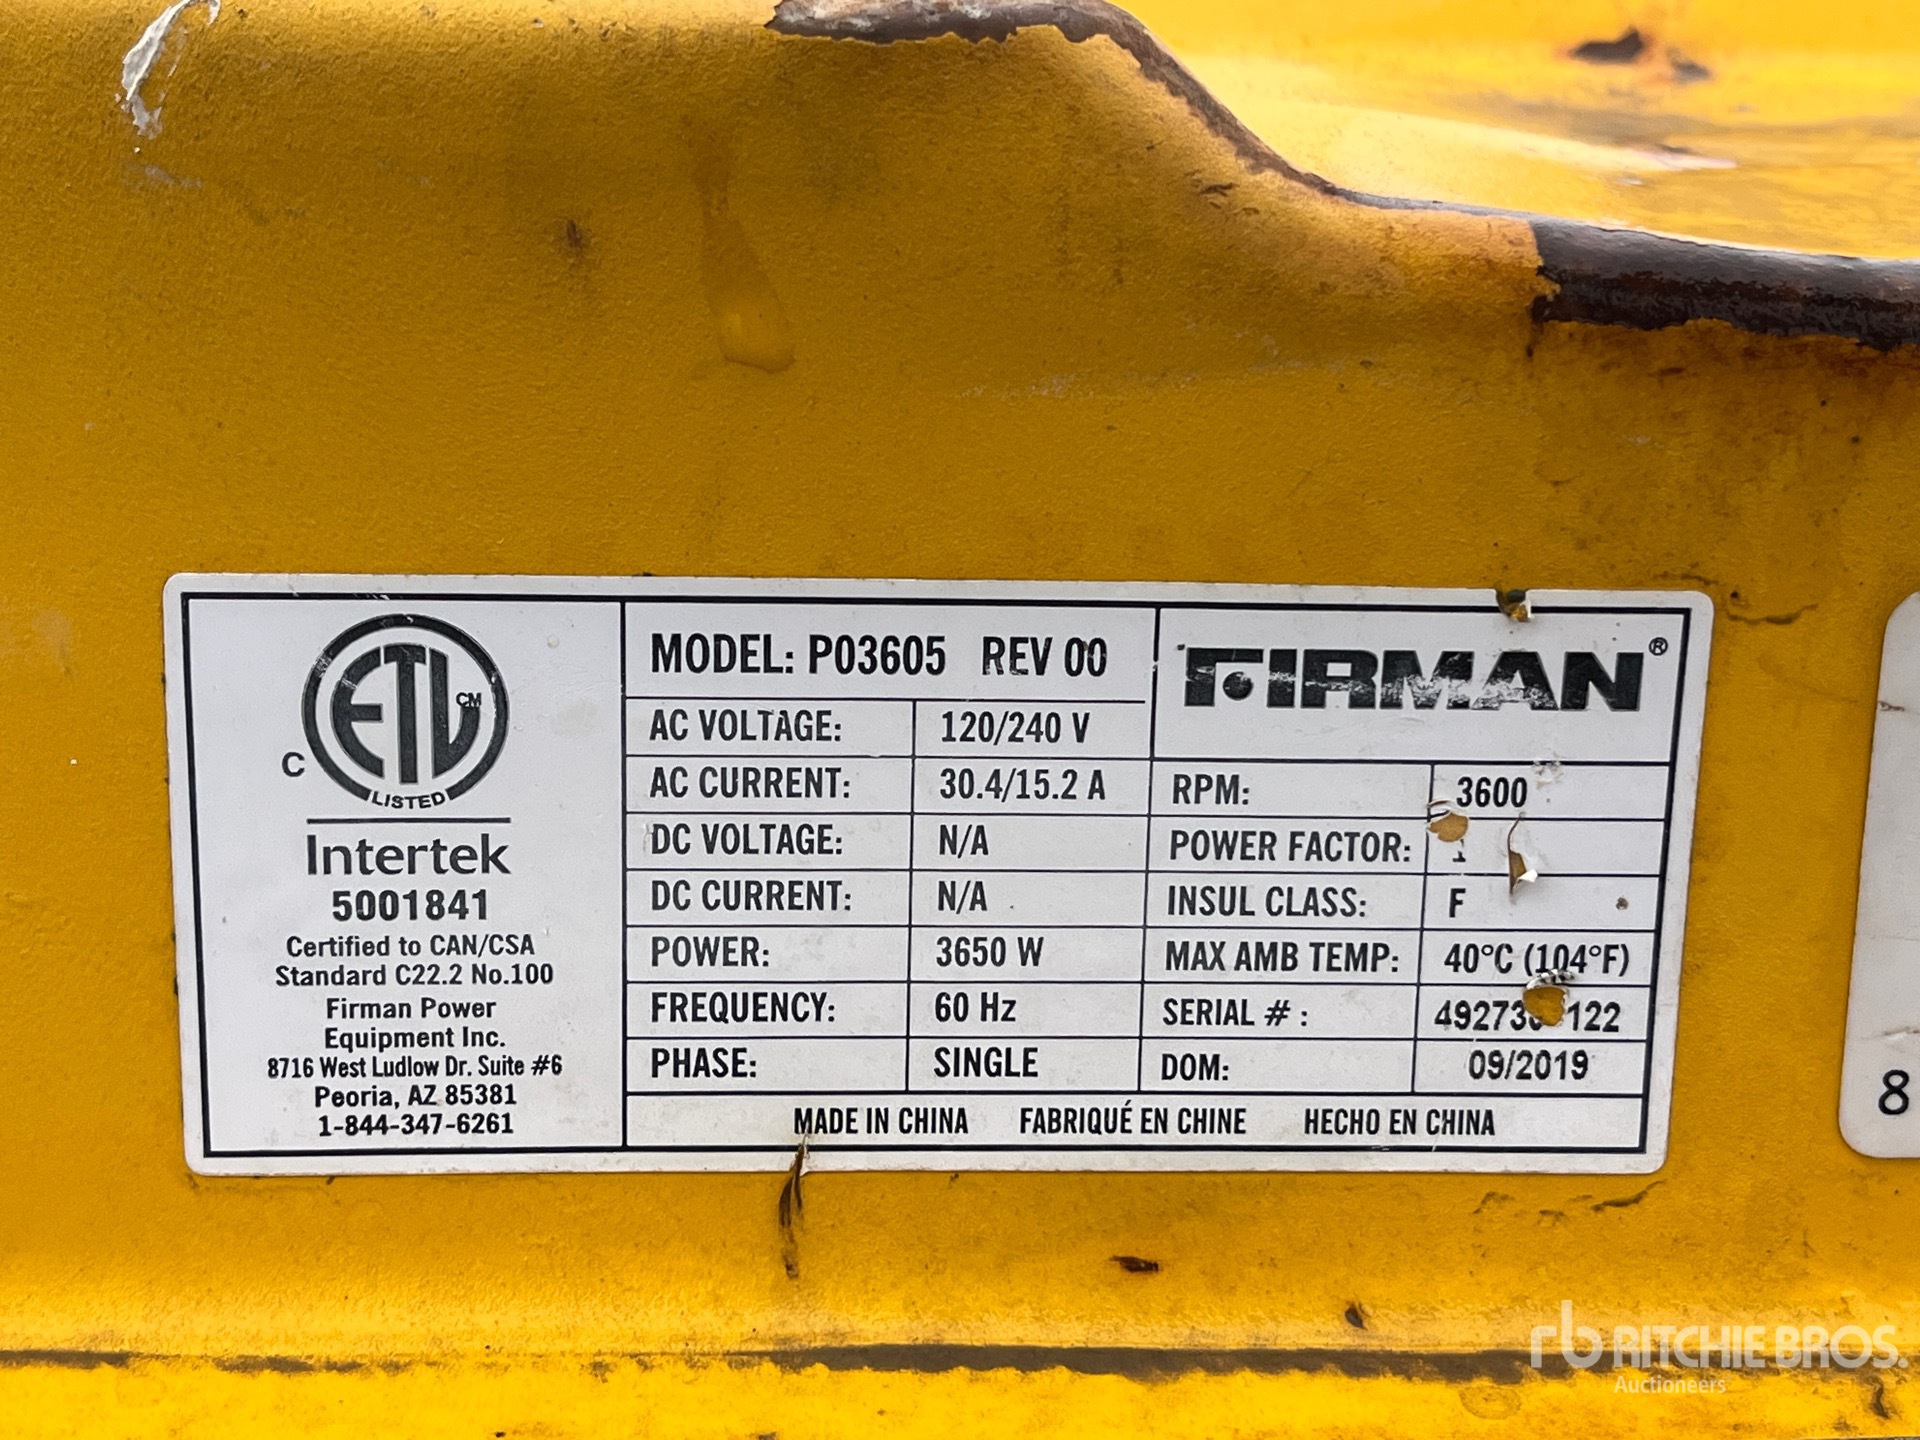 C
ETL CM
LISTED
Intertek
5001841
Certified to CAN/CSA
Standard C22.2 No.100
Firman Power
Equipment Inc.
8716 West Ludlow Dr. Suite #6
Peoria, AZ 85381
1-844-347-6261
MODEL: P03605 REV 00
AC VOLTAGE: 120/240 V
AC CURRENT: 30.4/15.2 A
DC VOLTAGE: N/A
DC CURRENT: N/A
POWER: 3650 W
FREQUENCY: 60 Hz
PHASE: SINGLE
FIRMAN®
RPM: 3600
POWER FACTOR: 1
INSUL CLASS: F
MAX AMB TEMP: 40°C (104°F)
SERIAL # :
DOM: 09/2019
MADE IN CHINA FABRIQUÉ EN CHINE HECHO EN CHINA
8
rb RITCHIE BROS.
Auctioneers